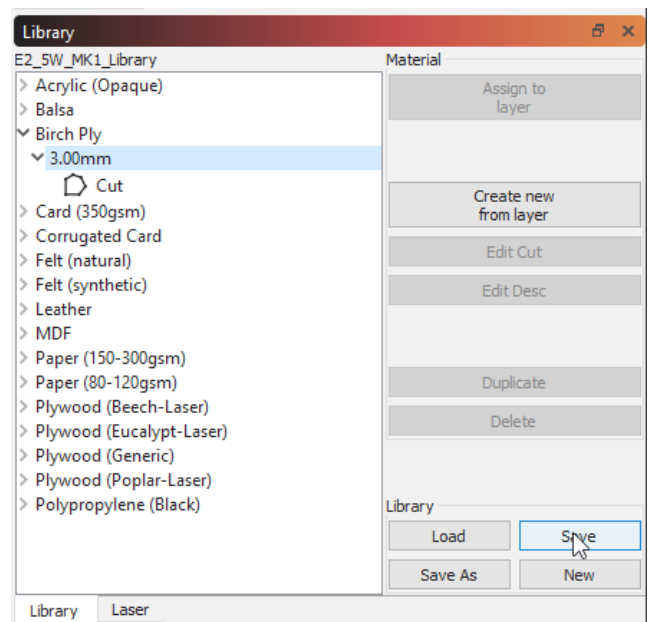 Library
E2_5W_MK1_Library
Acrylic (Opaque)
Balsa
Birch Ply
3.00mm
Cut
Card (350gsm)
Corrugated Card
Felt (natural)
Felt (synthetic)
Leather
MDF
Paper (150-300gsm)
Paper (80-120gsm)
Plywood (Beech-Laser)
Plywood (Eucalypt-Laser)
Plywood (Generic)
Plywood (Poplar-Laser)
Polypropylene (Black)
Material
Assign to
layer
Create new
from layer
Edit Cut
Edit Desc
Duplicate
Delete
Library
Load Save
Save As New
Library Laser